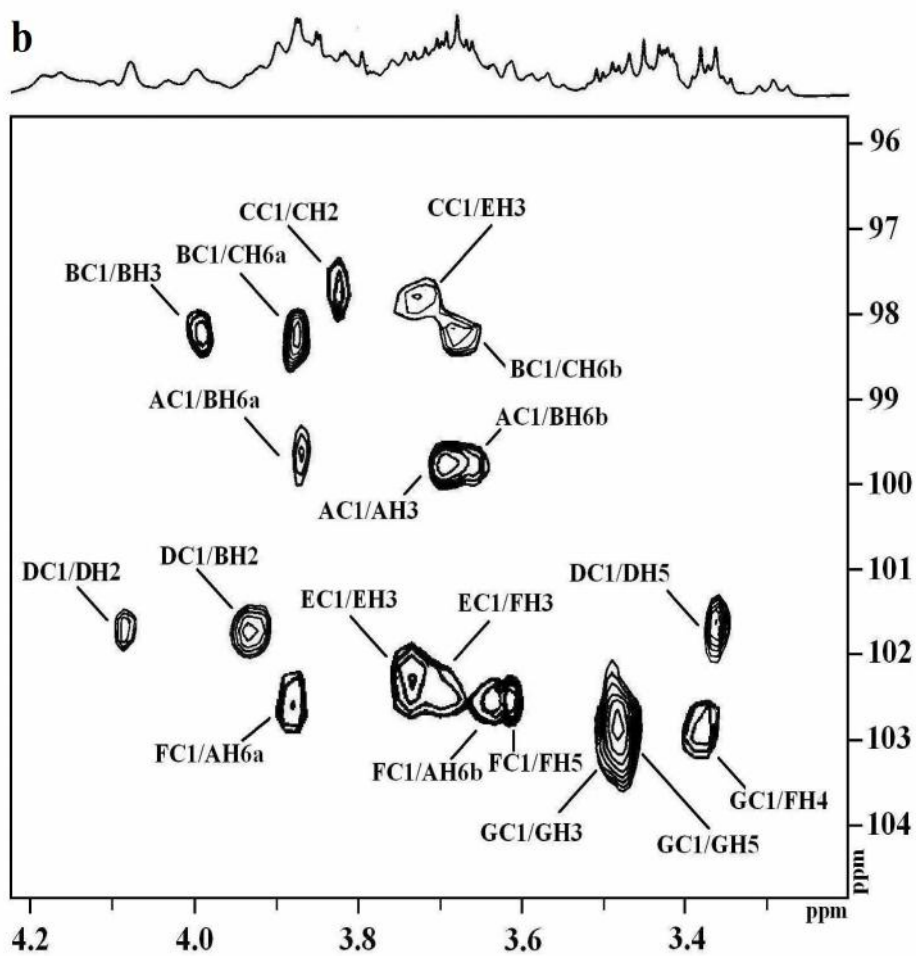 b
96
CC1/CH2
CC1/EH3
97
BC1/CH6a
BC1/BH3
98
BC1/CH6b
AC1/BH6a
99
AC1/BH6b
100
AC1/AH3
DC1/BH2
101
DC1/DH2
DC1/DH5
EC1/EH3
EC1/FH3
102
FC1/AH6a
FC1/AH6b
FC1/FH5
103
GC1/FH4
GC1/GH3
GC1/GH5
104
ppm
ppm
4.2 4.0 3.8 3.6 3.4